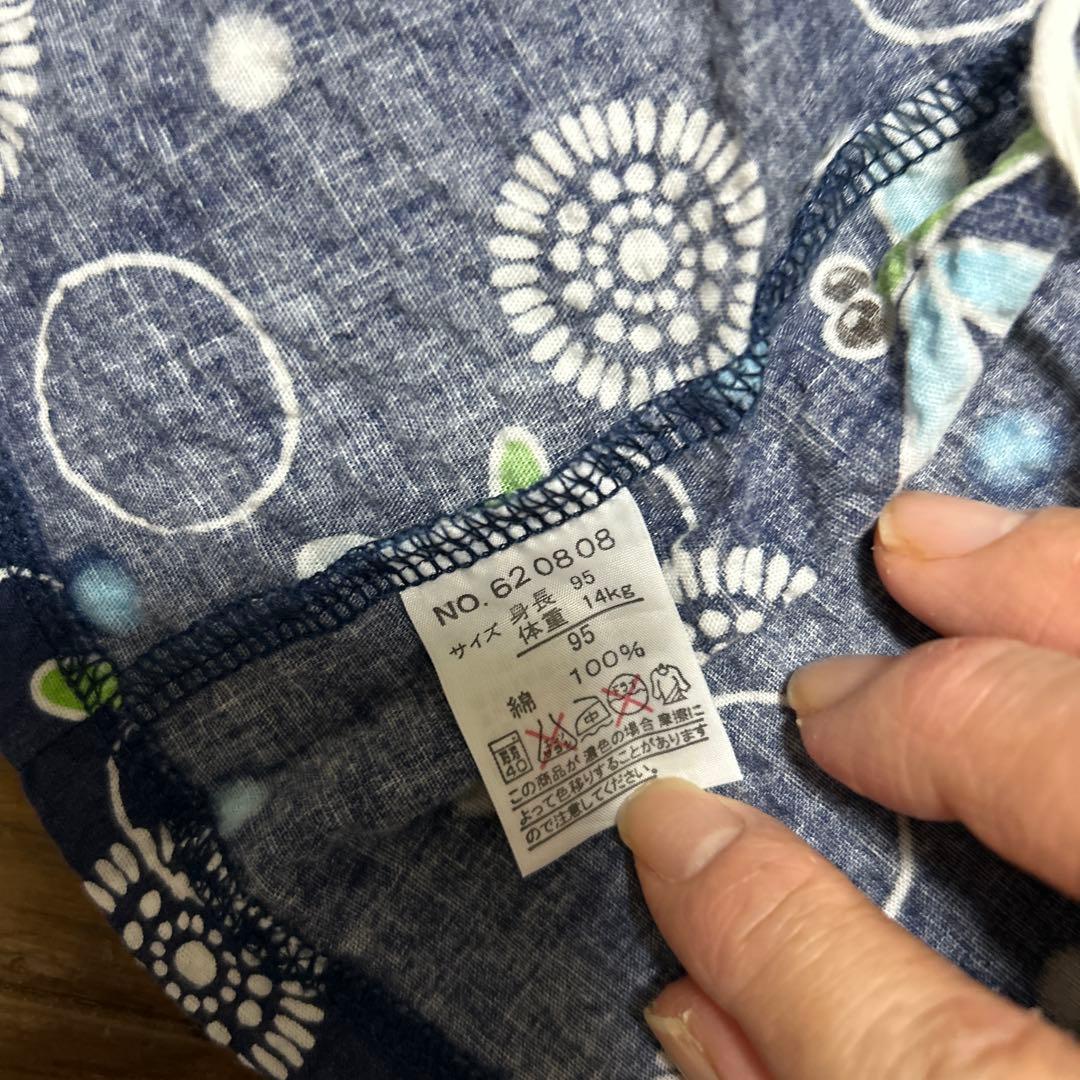 NO. 620808
サイズ 身長 95
体重 14kg
95
綿 100%
40 中
この商品が濃色の場合摩擦に
よって色移りすることがあります
ので注意してください。